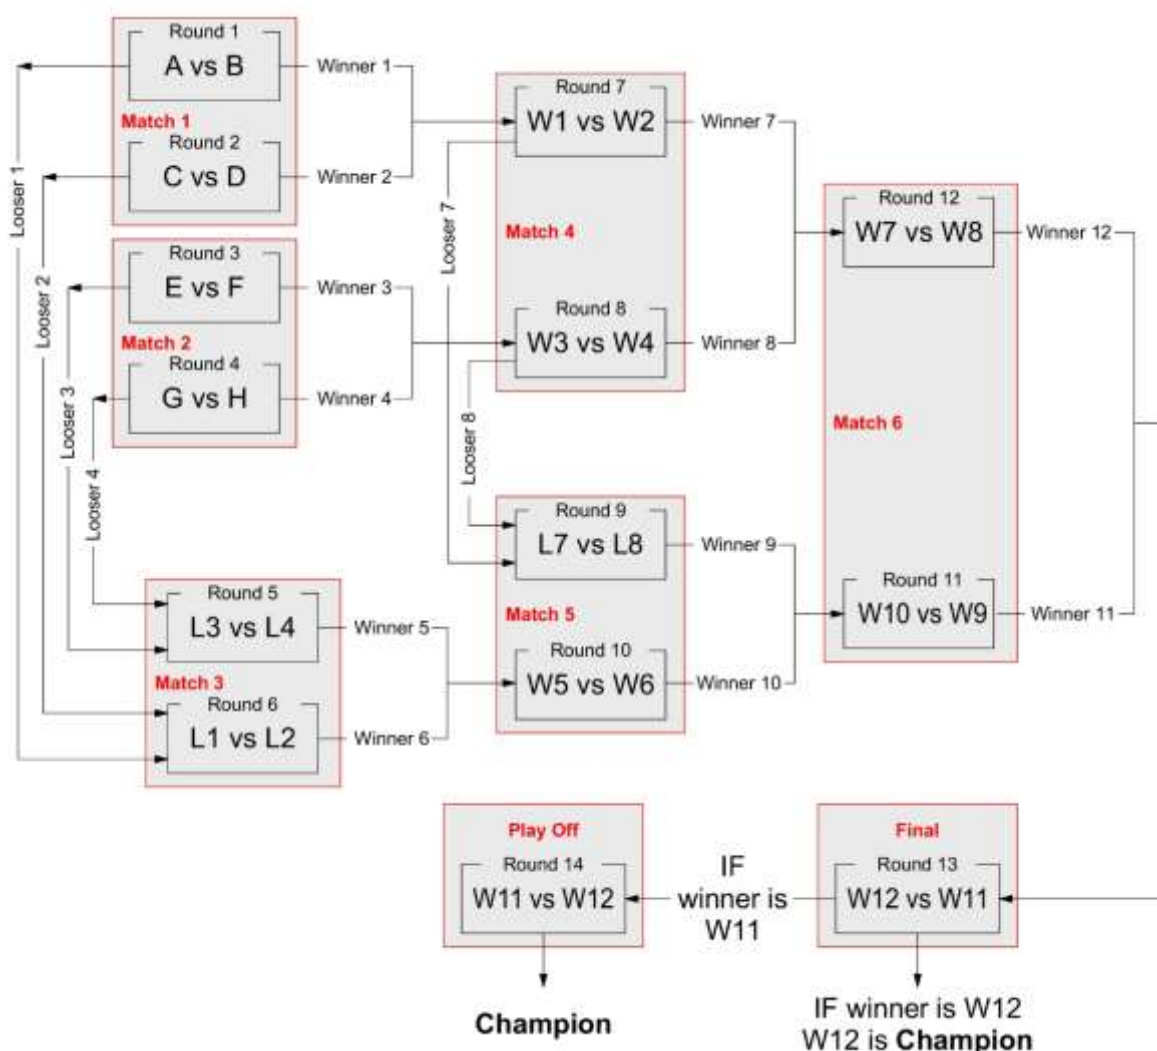 Round 1
A vs B
Match 1
Round 2
C vs D
Winner 1
Winner 2
Round 3
E vs F
Match 2
Round 4
G vs H
Winner 3
Winner 4
Looser 1
Looser 2
Looser 3
Looser 4
Round 5
L3 vs L4
Match 3
Round 6
L1 vs L2
Winner 5
Winner 6
Round 7
W1 vs W2
Match 4
Round 8
W3 vs W4
Winner 7
Winner 8
Looser 7
Looser 8
Round 9
L7 vs L8
Match 5
Round 10
W5 vs W6
Winner 9
Winner 10
Round 12
W7 vs W8
Match 6
Round 11
W10 vs W9
Winner 12
Winner 11
Play Off
Round 14
W11 vs W12
Champion
IF
winner is
W11
Final
Round 13
W12 vs W11
IF winner is W12
W12 is Champion